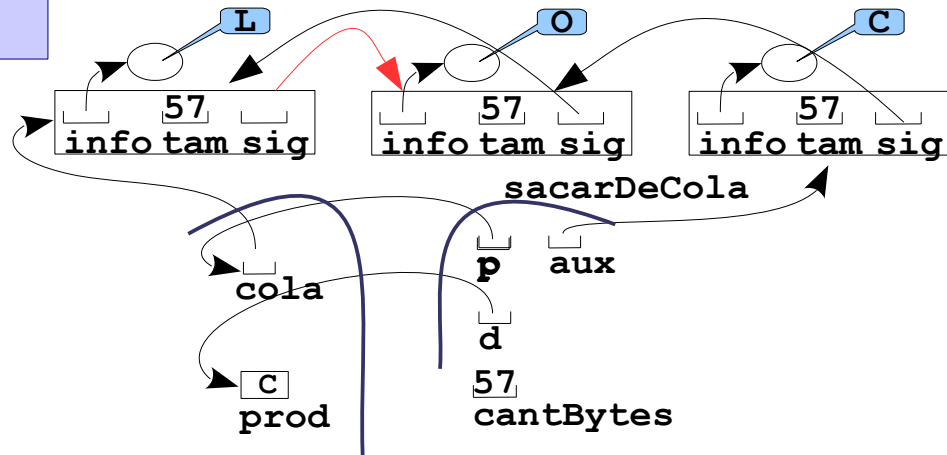 L O C
57 57 57
info tam sig info tam sig info tam sig
sacarDeCola
p aux
cola
d
C 57
prod cantBytes